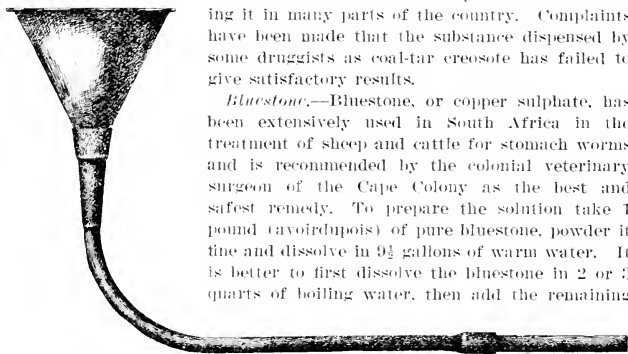 ing it in many parts of the country. Complaints
have been made that the substance dispensed by
some druggists as coal-tar creosote has failed to
give satisfactory results.
Bluestone.—Bluestone, or copper sulphate, has
been extensively used in South Africa in the
treatment of sheep and cattle for stomach worms
and is recommended by the colonial veterinary
surgeon of the Cape Colony as the best and
safest remedy. To prepare the solution take 1
pound (avoirdupois) of pure bluestone, powder it
fine and dissolve in 9½ gallons of warm water. It
is better to first dissolve the bluestone in 2 or 3
quarts of boiling water, then add the remaining